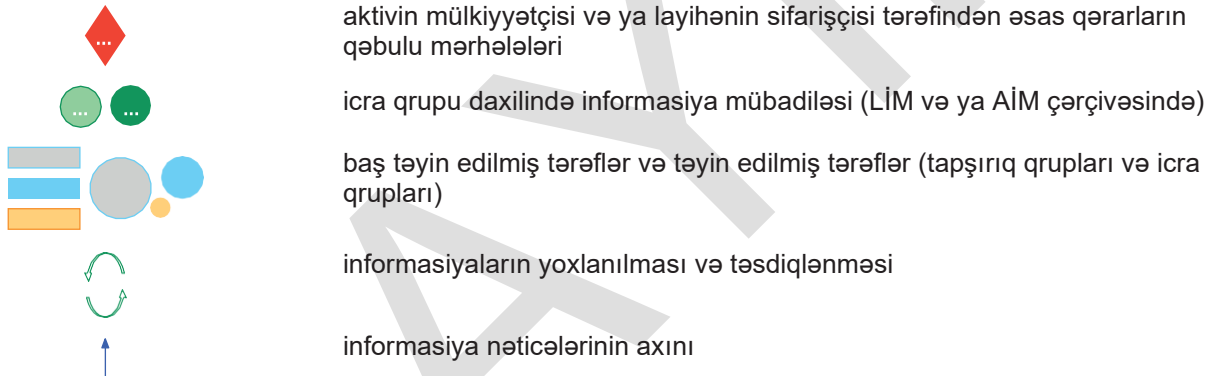 aktivin mülkiyyətçisi və ya layihənin sifarişçisi tərəfindən əsas qərarların
qəbulu mərhələləri
...
... ...
icra qrupu daxilində informasiya mübadiləsi (LİM və ya AİM çərçivəsində)
baş təyin edilmiş tərəflər və təyin edilmiş tərəflər (tapşırıq qrupları və icra
qrupları)
informasiyaların yoxlanılması və təsdiqlənməsi
informasiya nəticələrinin axını